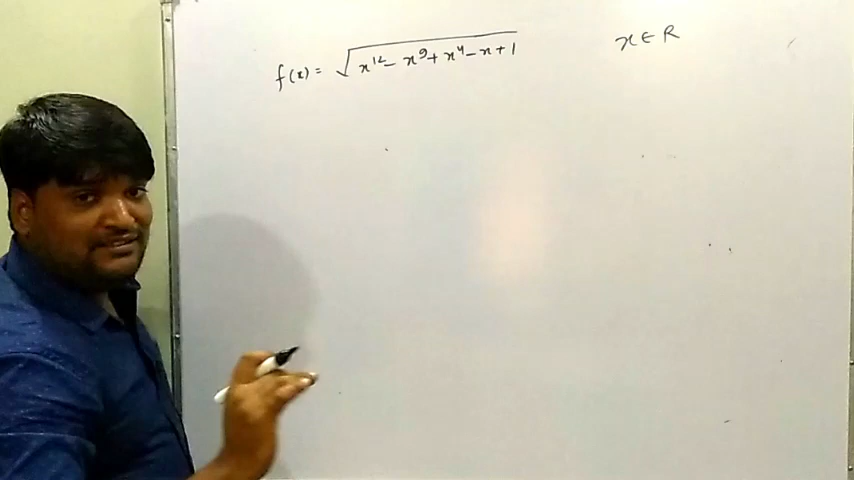 f(x) = √(x¹² - x⁹ + x⁴ - x + 1) x ∈ R